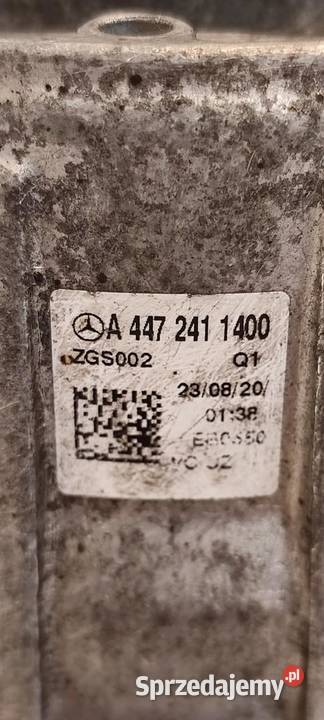 A 447 241 1400
ZGS002 Q1
23/08/20/
01:38
Sprzedajemy.pl